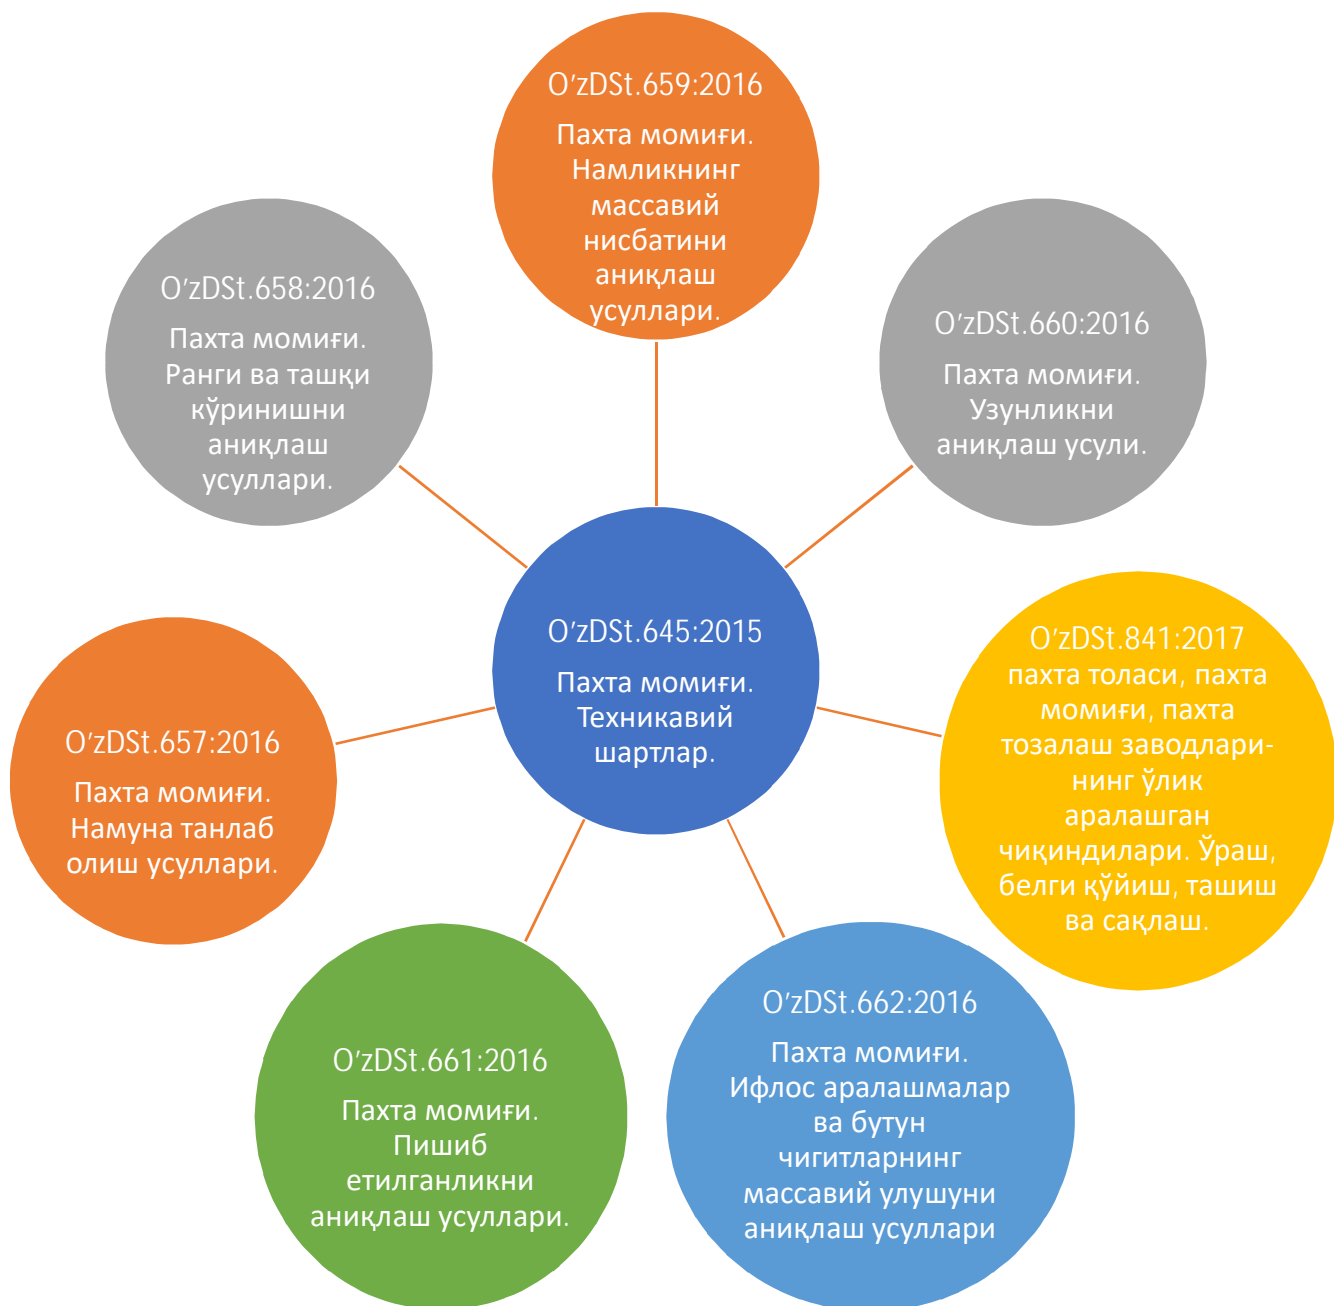 O'zDSt.659:2016
Пахта момиғи.
Намликнинг
массавий
нисбатини
аниқлаш
усуллари.
O'zDSt.658:2016
Пахта момиғи.
Ранги ва ташқи
кўринишни
аниқлаш
усуллари.
O'zDSt.660:2016
Пахта момиғи.
Узунликни
аниқлаш усули.
O'zDSt.645:2015
Пахта момиғи.
Техникавий
шартлар.
O'zDSt.841:2017
пахта толаси, пахта
момиғи, пахта
тозалаш заводлари-
нинг ўлик
аралашган
чиқиндилари. Ўраш,
белги қўйиш, ташиш
ва сақлаш.
O'zDSt.657:2016
Пахта момиғи.
Намуна танлаб
олиш усуллари.
O'zDSt.662:2016
Пахта момиғи.
Ифлос аралашмалар
ва бутун
чигитларнинг
массавий улушуни
аниқлаш усуллари
O'zDSt.661:2016
Пахта момиғи.
Пишиб
етилганликни
аниқлаш усуллари.